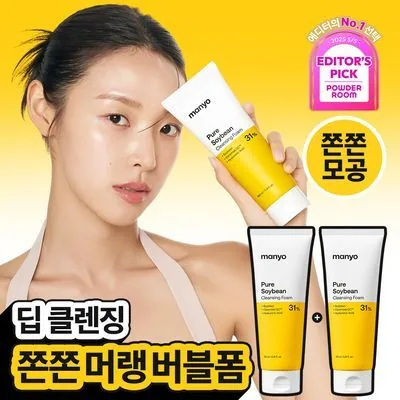 에디터의 No.1 선택
2025 S/S
EDITOR'S
PICK
POWDER
ROOM
manyo
Pure
Soybean
Cleansing Foam
31%
쫀쫀
모공
manyo
Pure
Soybean
Cleansing Foam
31%
+
manyo
Pure
Soybean
Cleansing Foam
31%
딥 클렌징
쫀쫀 머랭 버블폼